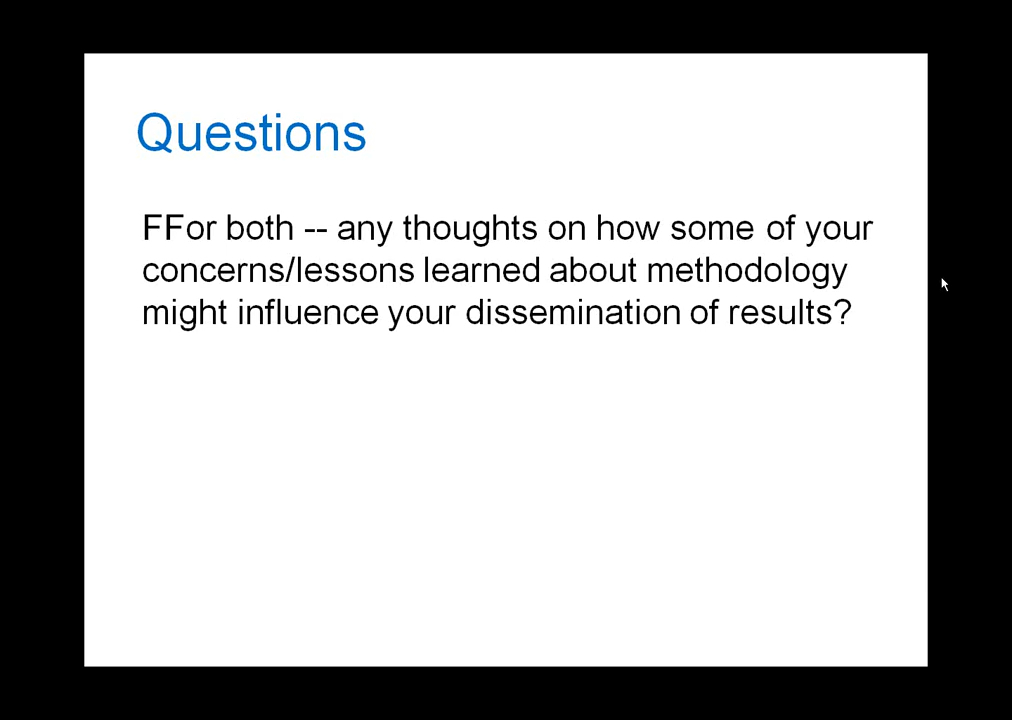 Questions
FFor both -- any thoughts on how some of your
concerns/lessons learned about methodology
might influence your dissemination of results?